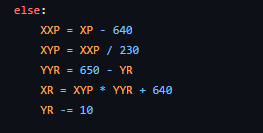 else:
XXP = XP - 640
XYP = XXP / 230
YYR = 650 - YR
XR = XYP * YYR + 640
YR -= 10